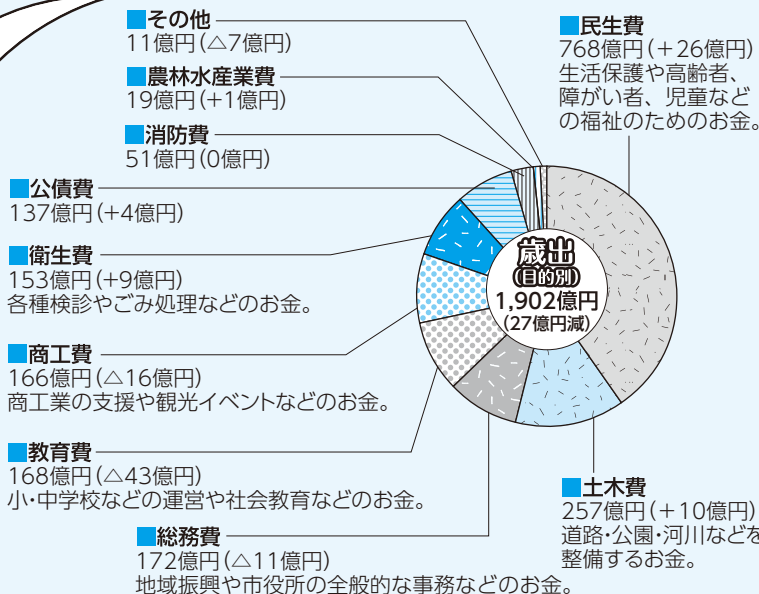 ■その他
11億円(△7億円)
■農林水産業費
19億円(+1億円)
■消防費
51億円(0億円)
■公債費
137億円(+4億円)
■衛生費
153億円(+9億円)
各種検診やごみ処理などのお金。
■商工費
166億円(△16億円)
商工業の支援や観光イベントなどのお金。
■教育費
168億円(△43億円)
小・中学校などの運営や社会教育などのお金。
■総務費
172億円(△11億円)
地域振興や市役所の全般的な事務などのお金。
■民生費
768億円(+26億円)
生活保護や高齢者、
障がい者、児童など
の福祉のためのお金。
歳出
(目的別)
1,902億円
(27億円減)
■土木費
257億円(+10億円)
道路・公園・河川などを
整備するお金。